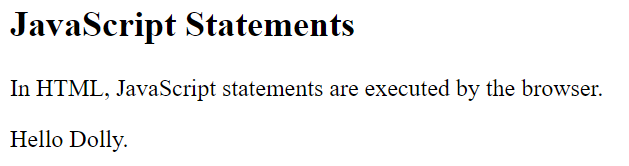 JavaScript Statements
In HTML, JavaScript statements are executed by the browser.
Hello Dolly.